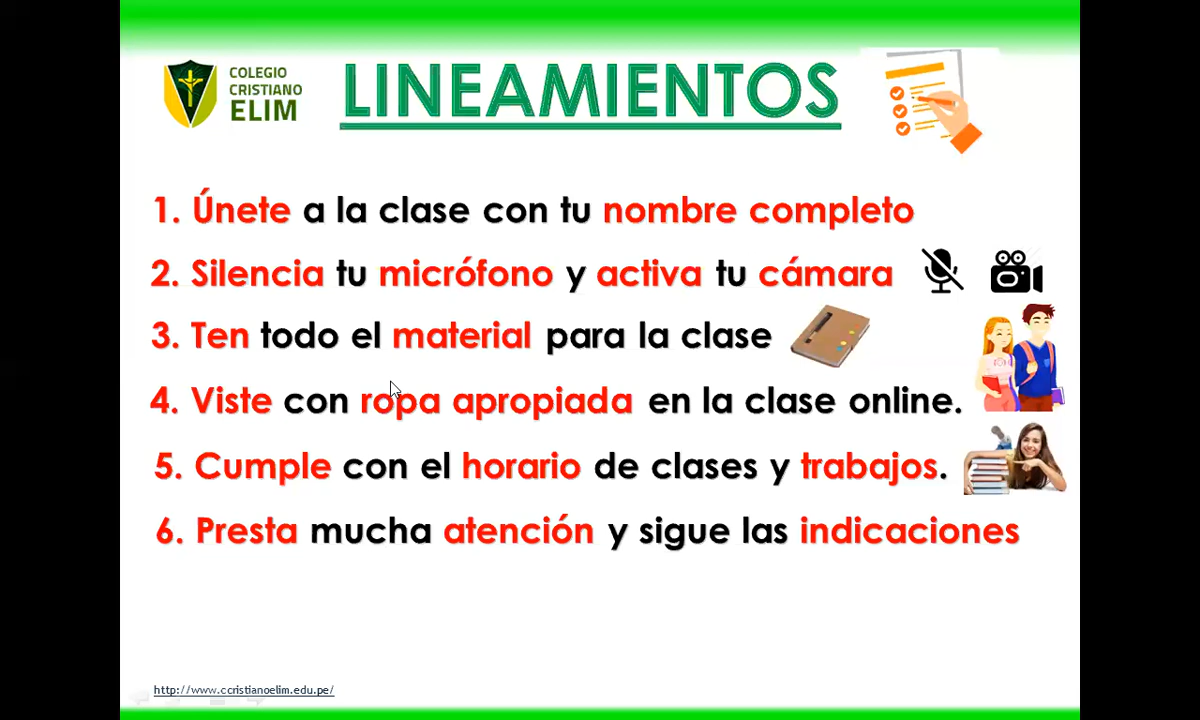 COLEGIO
CRISTIANO
ELIM
LINEAMIENTOS
1. Únete a la clase con tu nombre completo
2. Silencia tu micrófono y activa tu cámara
3. Ten todo el material para la clase
4. Viste con ropa apropiada en la clase online.
5. Cumple con el horario de clases y trabajos.
6. Presta mucha atención y sigue las indicaciones
http://www.ccristianoelim.edu.pe/